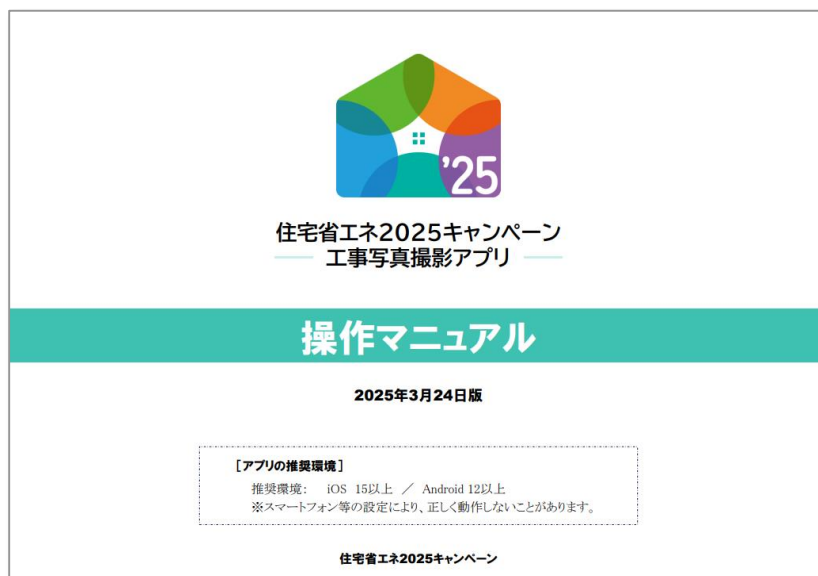 '25
住宅省エネ2025キャンペーン
工事写真撮影アプリ
操作マニュアル
2025年3月24日版
［アプリの推奨環境］
推奨環境： iOS 15以上 ／ Android 12以上
※スマートフォン等の設定により、正しく動作しないことがあります。
住宅省エネ2025キャンペーン